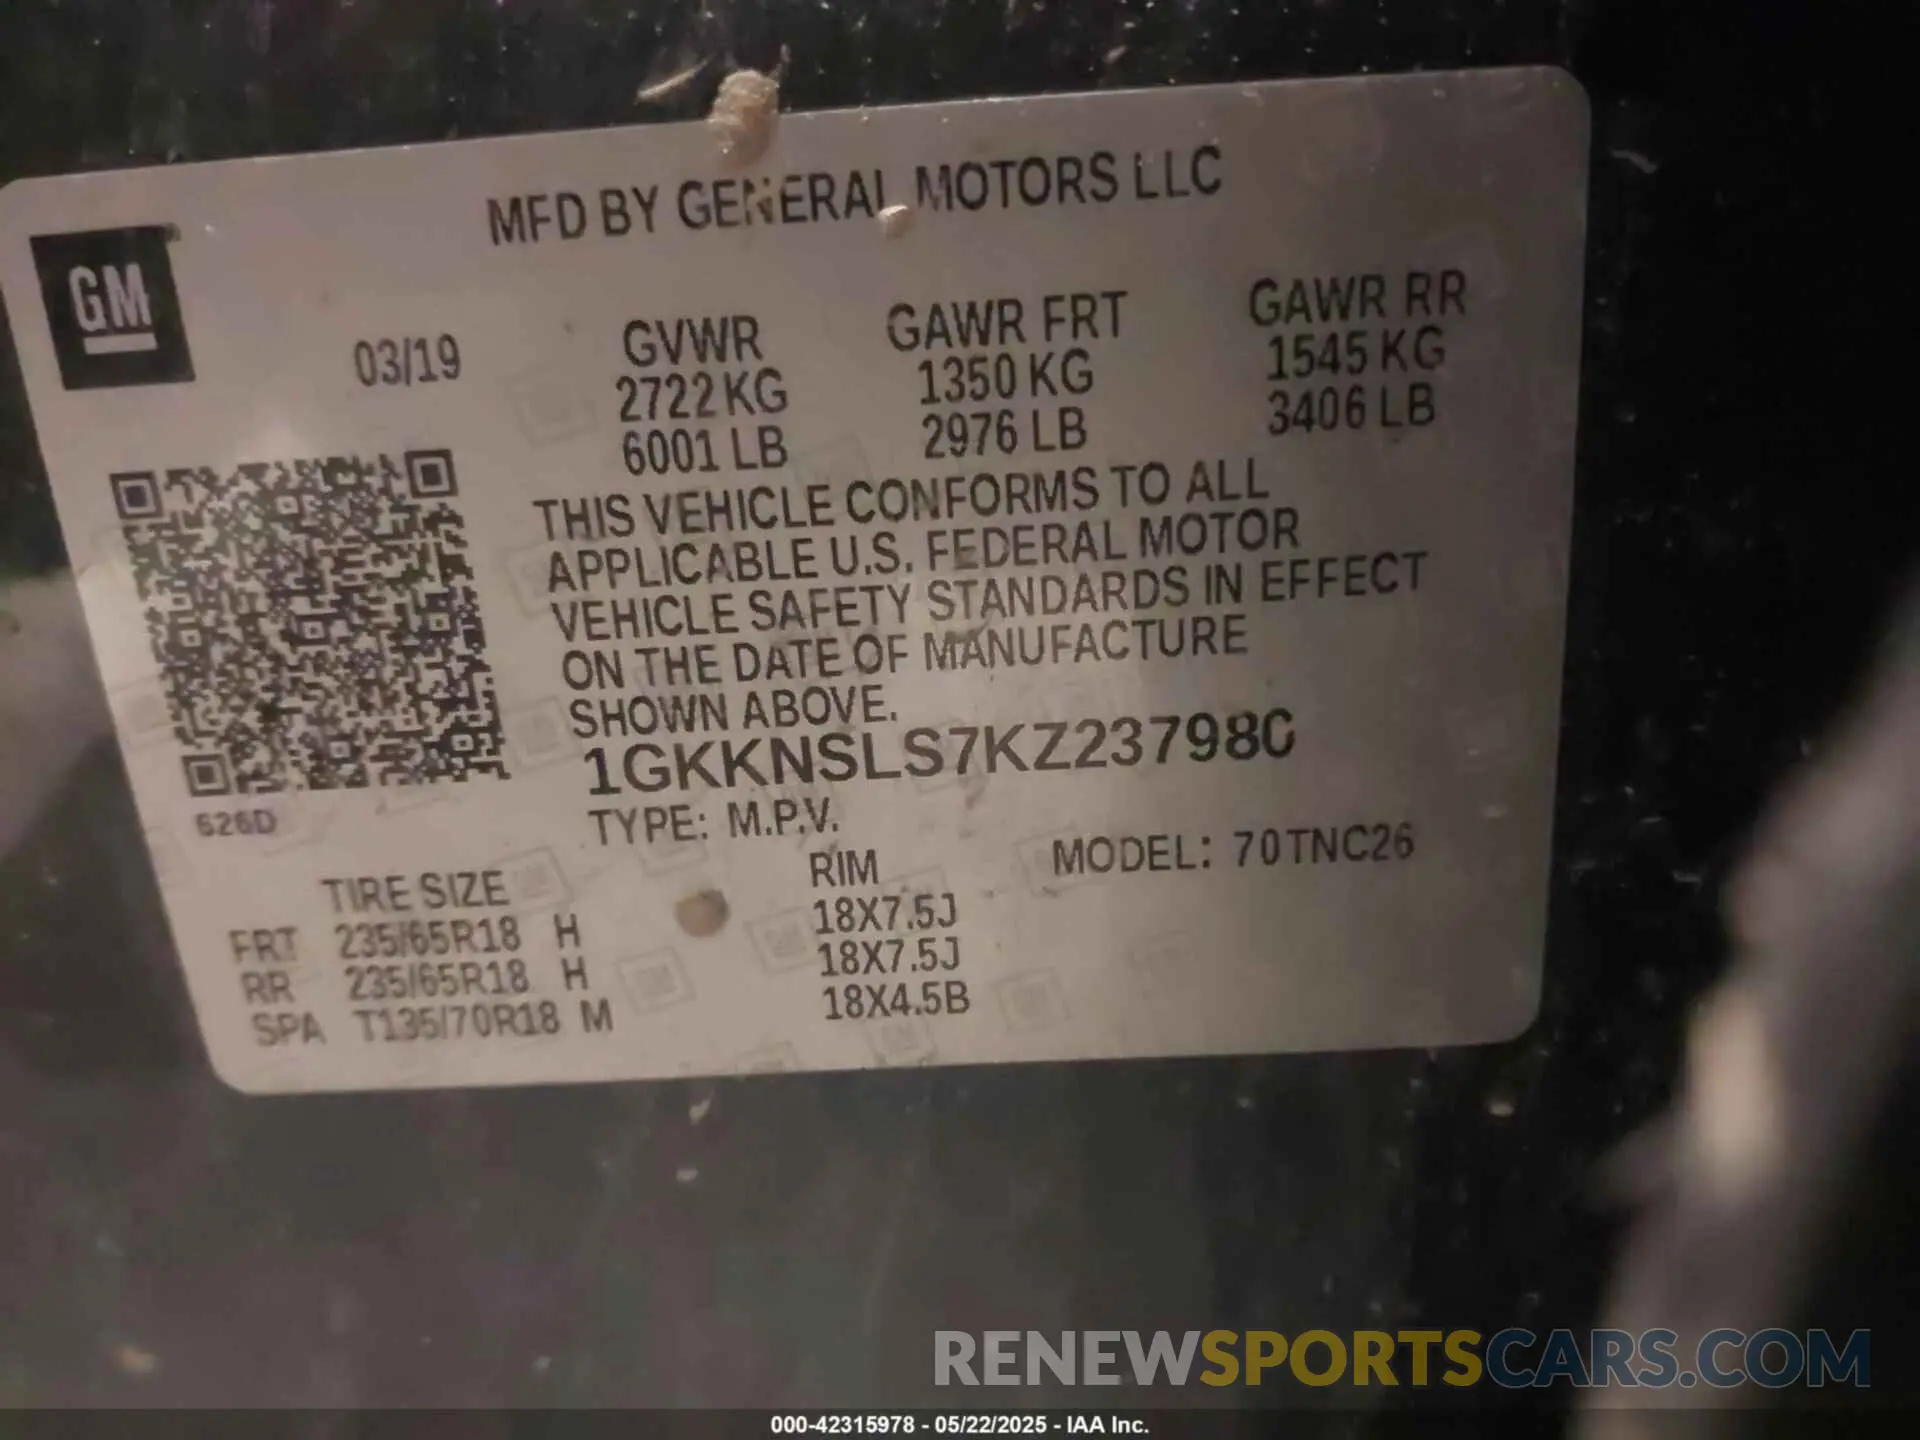 MFD BY GENERAL MOTORS LLC
GM
03/19
GVWR
2722 KG
6001 LB
GAWR FRT
1350 KG
2976 LB
GAWR RR
1545 KG
3406 LB
THIS VEHICLE CONFORMS TO ALL
APPLICABLE U.S. FEDERAL MOTOR
VEHICLE SAFETY STANDARDS IN EFFECT
ON THE DATE OF MANUFACTURE
SHOWN ABOVE.
1GKKNSLS7KZ237980
626D
TYPE: M.P.V.
MODEL: 70TNC26
TIRE SIZE RIM
FRT 235/65R18 H 18X7.5J
RR 235/65R18 H 18X7.5J
SPA T135/70R18 M 18X4.5B
RENEWSPORTSCARS.COM
000-42315978 - 05/22/2025 - IAA Inc.